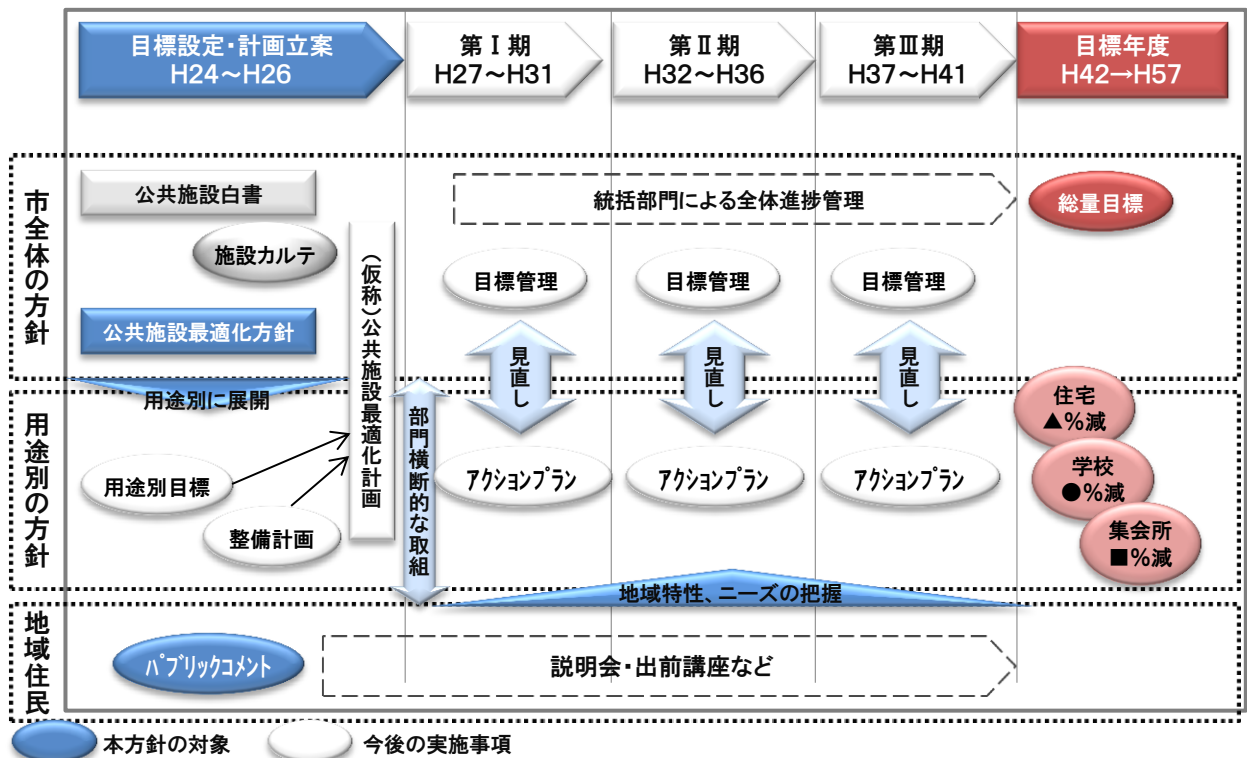 目標設定・計画立案
H24～H26
第Ⅰ期
H27～H31
第Ⅱ期
H32～H36
第Ⅲ期
H37～H41
目標年度
H42→H57
市全体の方針
公共施設白書
施設カルテ
公共施設最適化方針
(仮称)公共施設最適化計画
統括部門による全体進捗管理
総量目標
目標管理
目標管理
目標管理
見直し
見直し
見直し
用途別の方針
用途別に展開
用途別目標
整備計画
部門横断的な取組
アクションプラン
アクションプラン
アクションプラン
住宅
▲%減
学校
●%減
集会所
■%減
地域特性、ニーズの把握
地域住民
パブリックコメント
説明会・出前講座など
本方針の対象
今後の実施事項